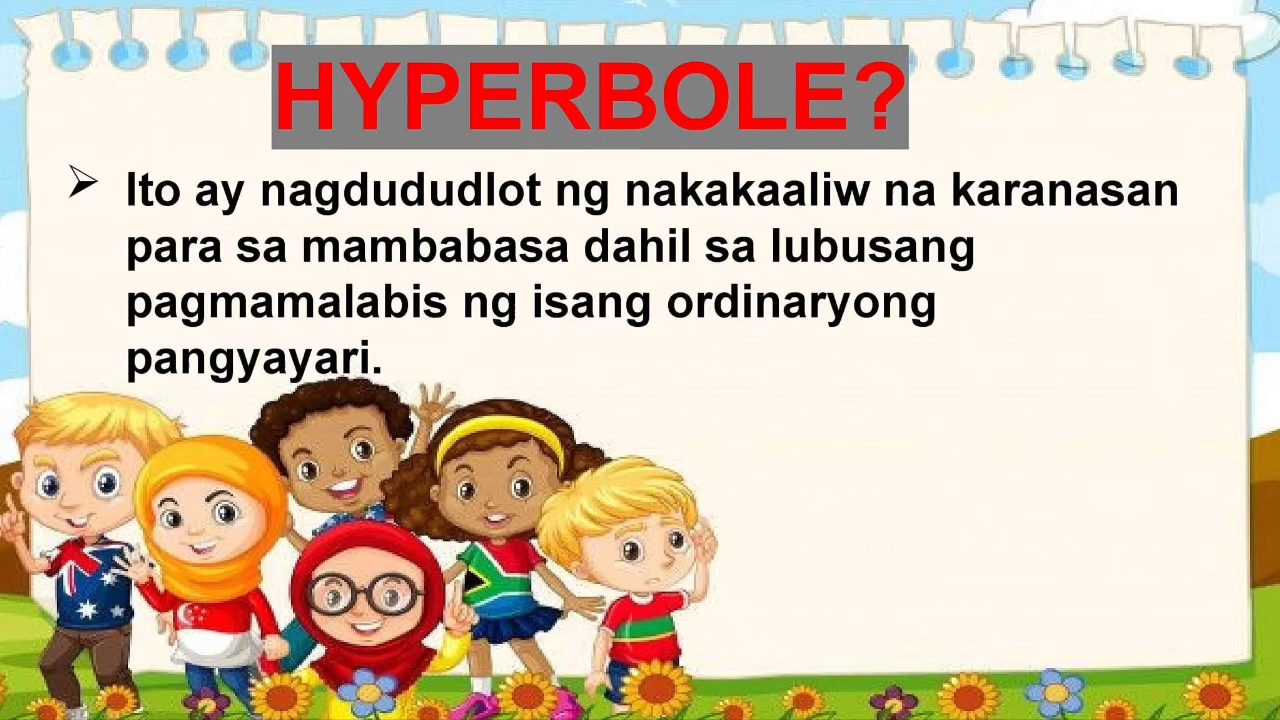 HYPERBOLE?
➢ Ito ay nagdududlot ng nakakaaliw na karanasan
para sa mambabasa dahil sa lubusang
pagmamalabis ng isang ordinaryong
pangyayari.